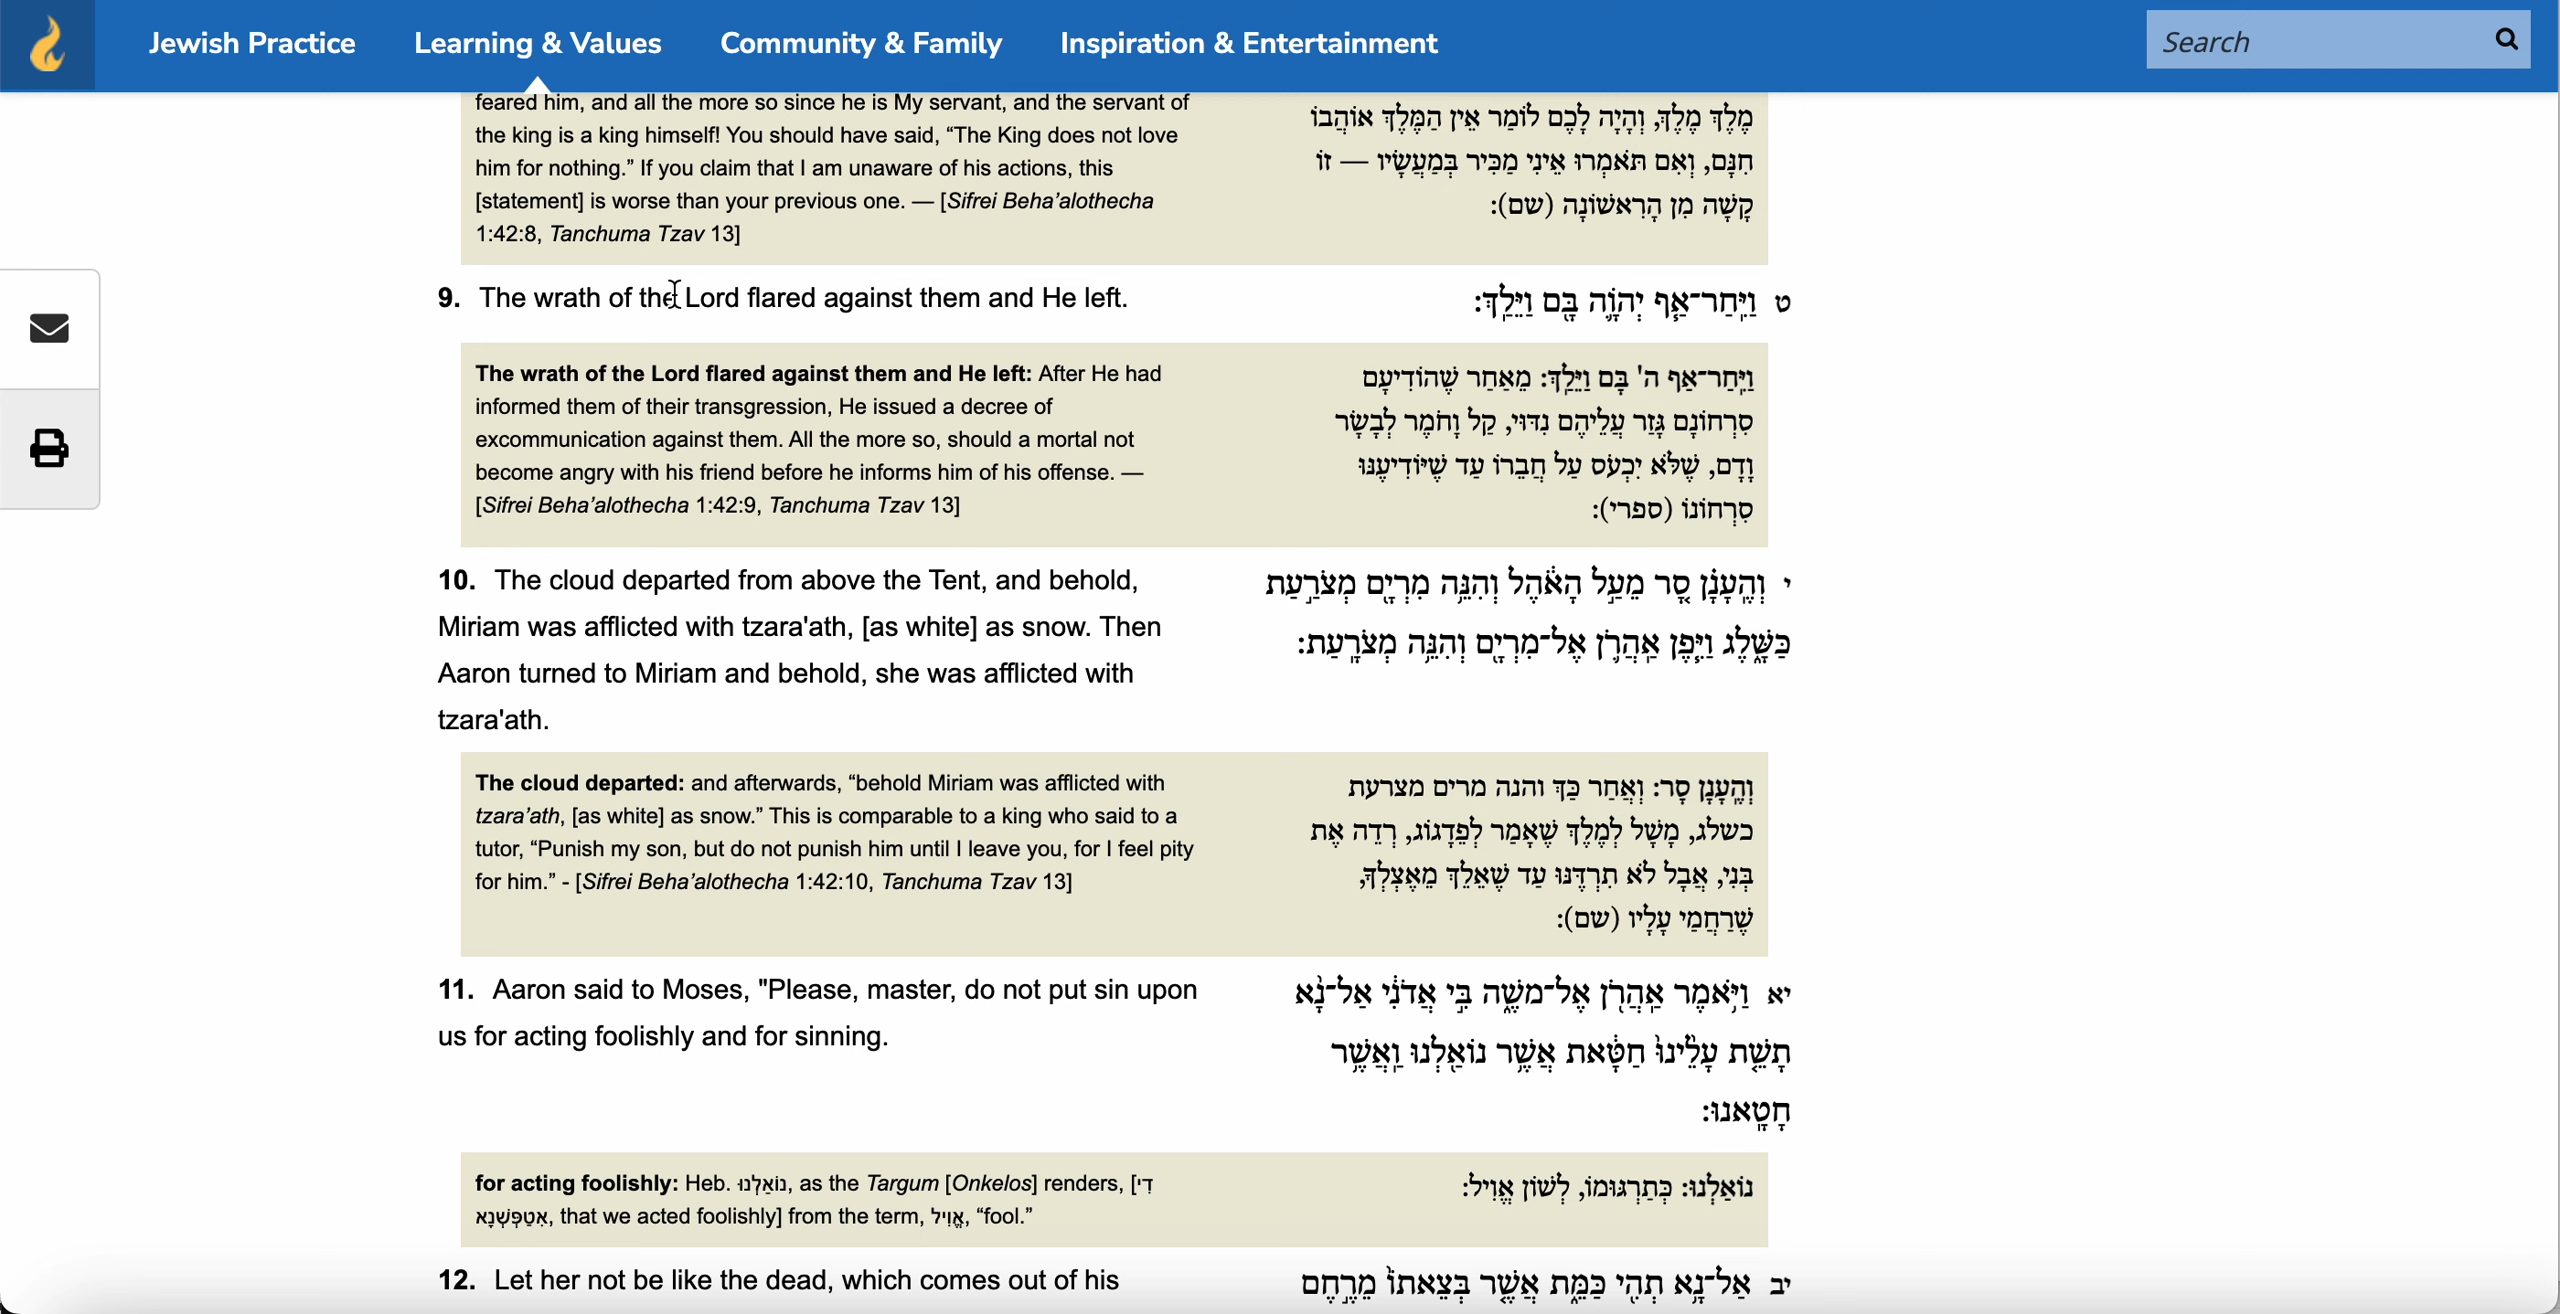 Jewish Practice Learning & Values Community & Family Inspiration & Entertainment Search
feared him, and all the more so since he is My servant, and the servant of
the king is a king himself! You should have said, “The King does not love
him for nothing.” If you claim that I am unaware of his actions, this
[statement] is worse than your previous one. — [Sifrei Beha’alothecha
1:42:8, Tanchuma Tzav 13]
מֶלֶךְ מֶלֶךְ, וְהָיָה לָכֶם לוֹמַר אֵין הַמֶּלֶךְ אוֹהֲבוֹ
חִנָּם, וְאִם תֹּאמְרוּ אֵינִי מַכִּיר בְּמַעֲשָׂיו — זוֹ
קָשָׁה מִן הָרִאשׁוֹנָה (שם):
9. The wrath of the Lord flared against them and He left.
ט וַיִּֽחַר־אַ֧ף יְהֹוָ֛ה בָּ֖ם וַיֵּלַֽךְ:
The wrath of the Lord flared against them and He left: After He had
informed them of their transgression, He issued a decree of
excommunication against them. All the more so, should a mortal not
become angry with his friend before he informs him of his offense. —
[Sifrei Beha’alothecha 1:42:9, Tanchuma Tzav 13]
וַיִּֽחַר־אַף ה' בָּם וַיֵּלַֽךְ: מֵאַחַר שֶׁהוֹדִיעָם
סִרְחוֹנָם גָּזַר עֲלֵיהֶם נִדּוּי, קַל וָחֹמֶר לְבָשָׂר
וָדָם, שֶׁלֹּא יִכְעֹס עַל חֲבֵרוֹ עַד שֶׁיּוֹדִיעֶנּוּ
סִרְחוֹנוֹ (ספרי):
10. The cloud departed from above the Tent, and behold,
Miriam was afflicted with tzara'ath, [as white] as snow. Then
Aaron turned to Miriam and behold, she was afflicted with
tzara'ath.
י וְהֶֽעָנָ֗ן סָ֚ר מֵעַ֣ל הָאֹ֔הֶל וְהִנֵּ֥ה מִרְיָ֖ם מְצֹרַ֣עַת
כַּשָּׁ֑לֶג וַיִּ֧פֶן אַֽהֲרֹ֛ן אֶל־מִרְיָ֖ם וְהִנֵּ֥ה מְצֹרָֽעַת:
The cloud departed: and afterwards, “behold Miriam was afflicted with
tzara’ath, [as white] as snow.” This is comparable to a king who said to a
tutor, “Punish my son, but do not punish him until I leave you, for I feel pity
for him.” - [Sifrei Beha’alothecha 1:42:10, Tanchuma Tzav 13]
וְהֶֽעָנָן סָר: וְאַחַר כַּךְ והנה מרים מצרעת
כשלג, מָשָׁל לְמֶלֶךְ שֶׁאָמַר לְפֵדָגוֹג, רְדֵה אֶת
בְּנִי, אֲבָל לֹא תִרְדֶּנּוּ עַד שֶׁאֵלֵךְ מֵאֶצְלְךָ,
שֶׁרַחֲמַי עָלָיו (שם):
11. Aaron said to Moses, "Please, master, do not put sin upon
us for acting foolishly and for sinning.
יא וַיֹּ֥אמֶר אַֽהֲרֹ֖ן אֶל־משֶׁ֑ה בִּ֣י אֲדֹנִ֔י אַל־נָ֨א
תָשֵׁ֤ת עָלֵ֨ינוּ֙ חַטָּ֔את אֲשֶׁ֥ר נוֹאַ֖לְנוּ וַֽאֲשֶׁ֥ר
חָטָֽאנוּ:
for acting foolishly: Heb. נוֹאַלְנוּ, as the Targum [Onkelos] renders, [דִי
אִטַפְּשְׁנָא, that we acted foolishly] from the term, אֱוִיל, “fool.”
נוֹאַלְנוּ: כְּתַרְגּוּמוֹ, לְשׁוֹן אֱוִיל:
12. Let her not be like the dead, which comes out of his
יב אַל־נָ֥א תְהִ֖י כַּמֵּ֑ת אֲשֶׁ֤ר בְּצֵאתוֹ֙ מֵרֶ֣חֶם